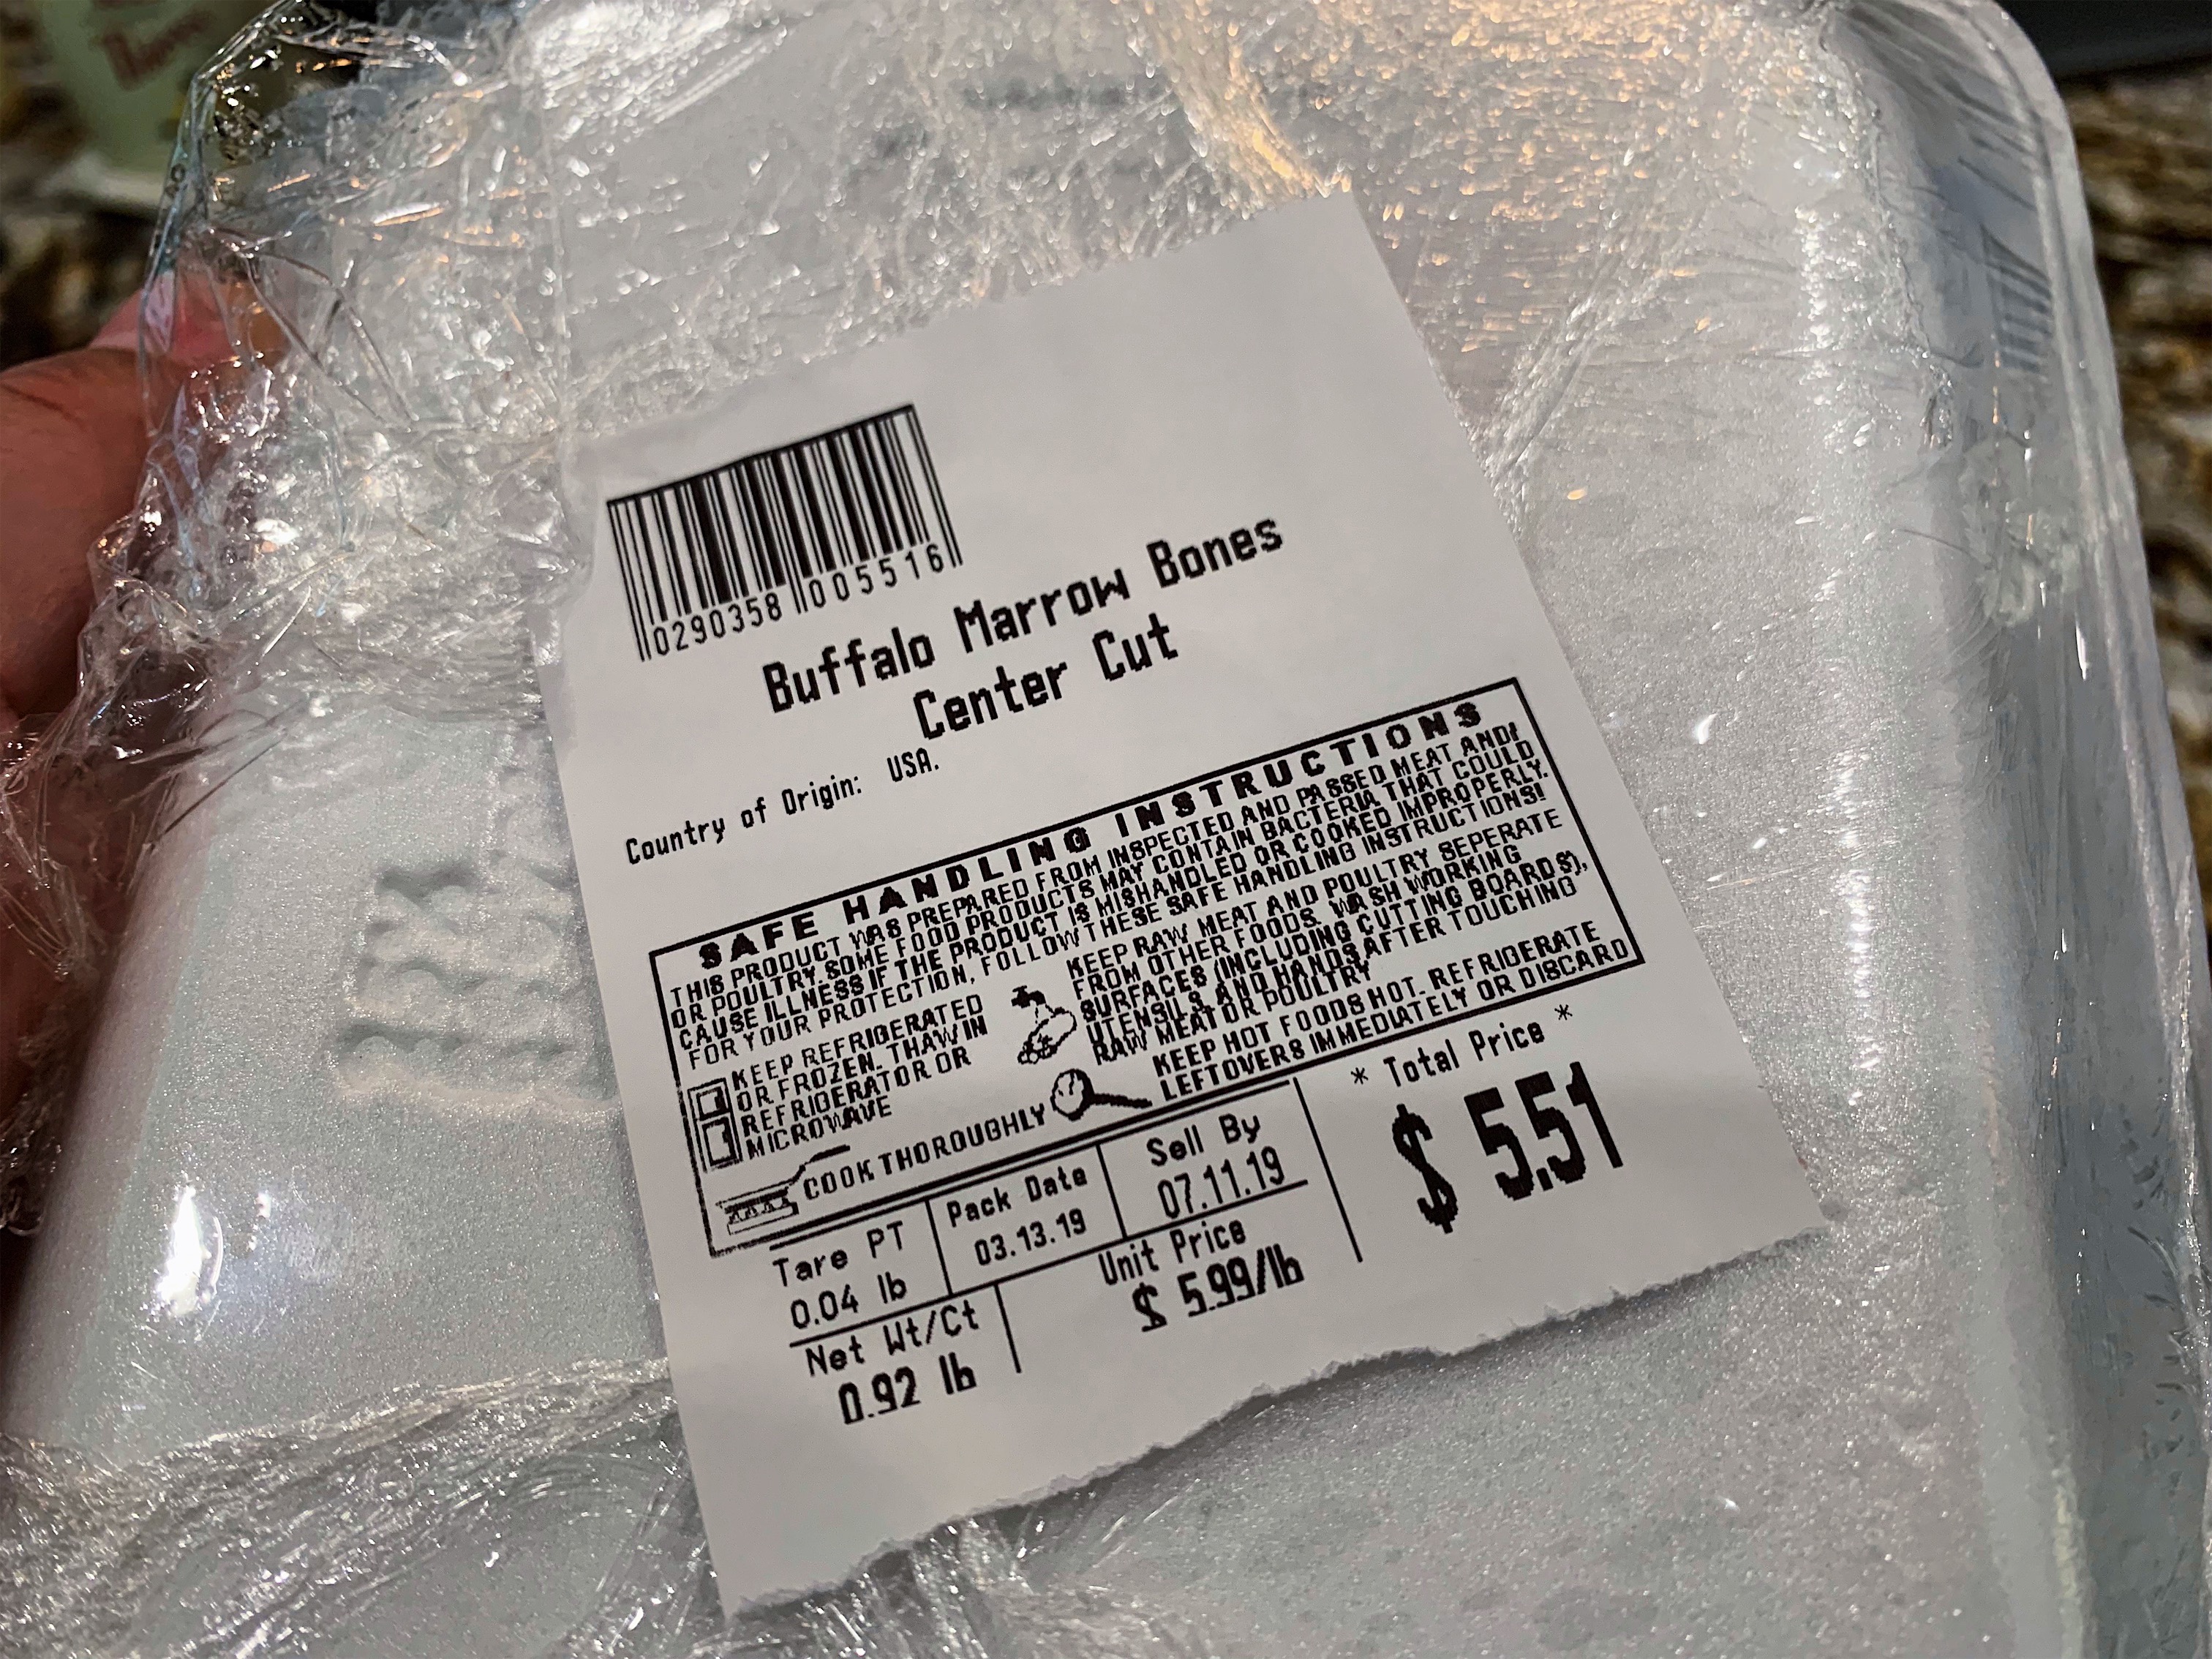 0290358 005516
Buffalo Marrow Bones
Center Cut
Country of Origin: USA.
SAFE HANDLING INSTRUCTIONS
THIS PRODUCT WAS PREPARED FROM INSPECTED AND PASSED MEAT AND/
OR POULTRY. SOME FOOD PRODUCTS MAY CONTAIN BACTERIA THAT COULD
CAUSE ILLNESS IF THE PRODUCT IS MISHANDLED OR COOKED IMPROPERLY.
FOR YOUR PROTECTION, FOLLOW THESE SAFE HANDLING INSTRUCTIONS!
KEEP REFRIGERATED
OR FROZEN. THAW IN
REFRIGERATOR OR
MICROWAVE
KEEP RAW MEAT AND POULTRY SEPERATE
FROM OTHER FOODS. WASH WORKING
SURFACES (INCLUDING CUTTING BOARDS),
UTENSILS, AND HANDS AFTER TOUCHING
RAW MEAT OR POULTRY
COOK THOROUGHLY
KEEP HOT FOODS HOT. REFRIGERATE
LEFTOVERS IMMEDIATELY OR DISCARD
Tare PT
0.04 lb
Pack Date
03.13.19
Sell By
07.11.19
* Total Price *
$ 5.51
Net Wt/Ct
0.92 lb
Unit Price
$ 5.99/lb